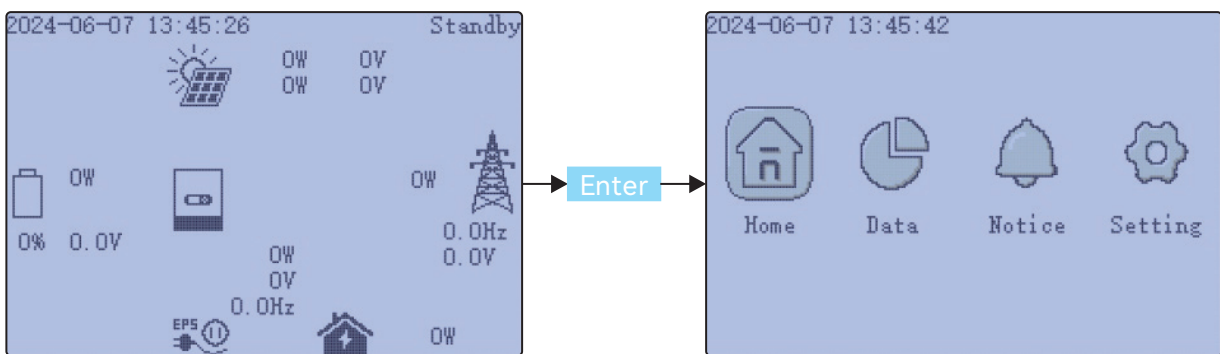 2024-06-07 13:45:26 Standby
0W 0V
0W 0V
0W
0W
0% 0.0V
0.0Hz
0.0V
0W
0V
0.0Hz
EPS
0W
Enter
2024-06-07 13:45:42
Home Data Notice Setting